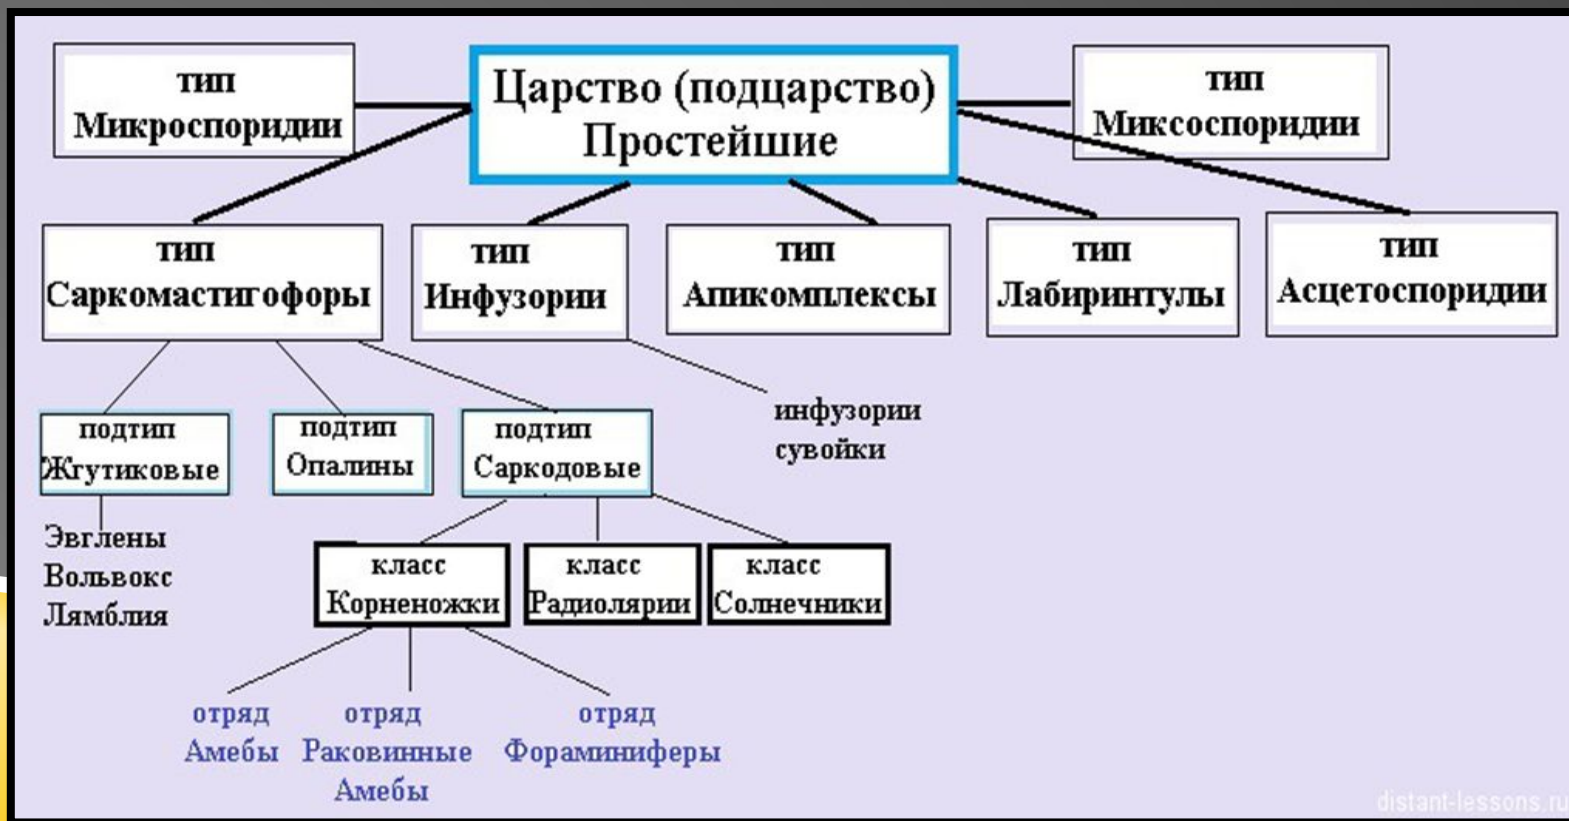 тип
Микроспоридии
Царство (подцарство)
Простейшие
тип
Миксоспоридии
тип
Саркомастигофоры
тип
Инфузории
тип
Апикомплексы
тип
Лабиринтулы
тип
Асцетоспоридии
подтип
Жгутиковые
подтип
Опалины
подтип
Саркодовые
инфузории
сувойки
Эвглены
Вольвокс
Лямблия
класс
Корненожки
класс
Радиолярии
класс
Солнечники
отряд
Амебы
отряд
Раковинные
Амебы
отряд
Фораминиферы
distant-lessons.ru